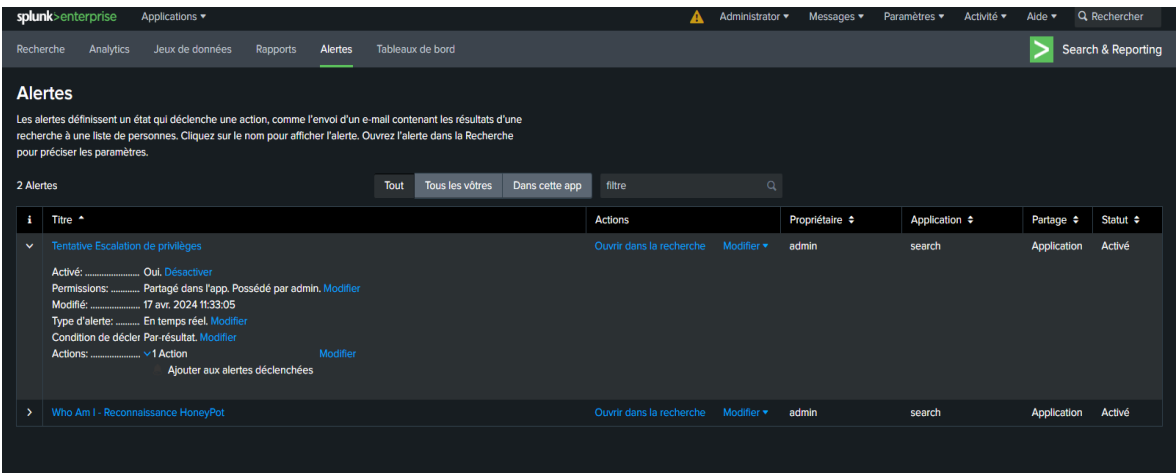 splunk>enterprise Applications ▾ Administrator ▾ Messages ▾ Paramètres ▾ Activité ▾ Aide ▾ Rechercher
Recherche Analytics Jeux de données Rapports Alertes Tableaux de bord Search & Reporting
Alertes
Les alertes définissent un état qui déclenche une action, comme l'envoi d'un e-mail contenant les résultats d'une
recherche à une liste de personnes. Cliquez sur le nom pour afficher l'alerte. Ouvrez l'alerte dans la Recherche
pour préciser les paramètres.
2 Alertes Tout Tous les vôtres Dans cette app filtre
i Titre Actions Propriétaire Application Partage Statut
Tentative Escalation de privilèges Ouvrir dans la recherche Modifier ▾ admin search Application Activé
Activé: ...................... Oui. Désactiver
Permissions: ............ Partagé dans l'app. Possédé par admin. Modifier
Modifié: .................... 17 avr. 2024 11:33:05
Type d'alerte: .......... En temps réel. Modifier
Condition de décler Par-résultat. Modifier
Actions: .................... 1 Action Modifier
Ajouter aux alertes déclenchées
Who Am I - Reconnaissance HoneyPot Ouvrir dans la recherche Modifier ▾ admin search Application Activé